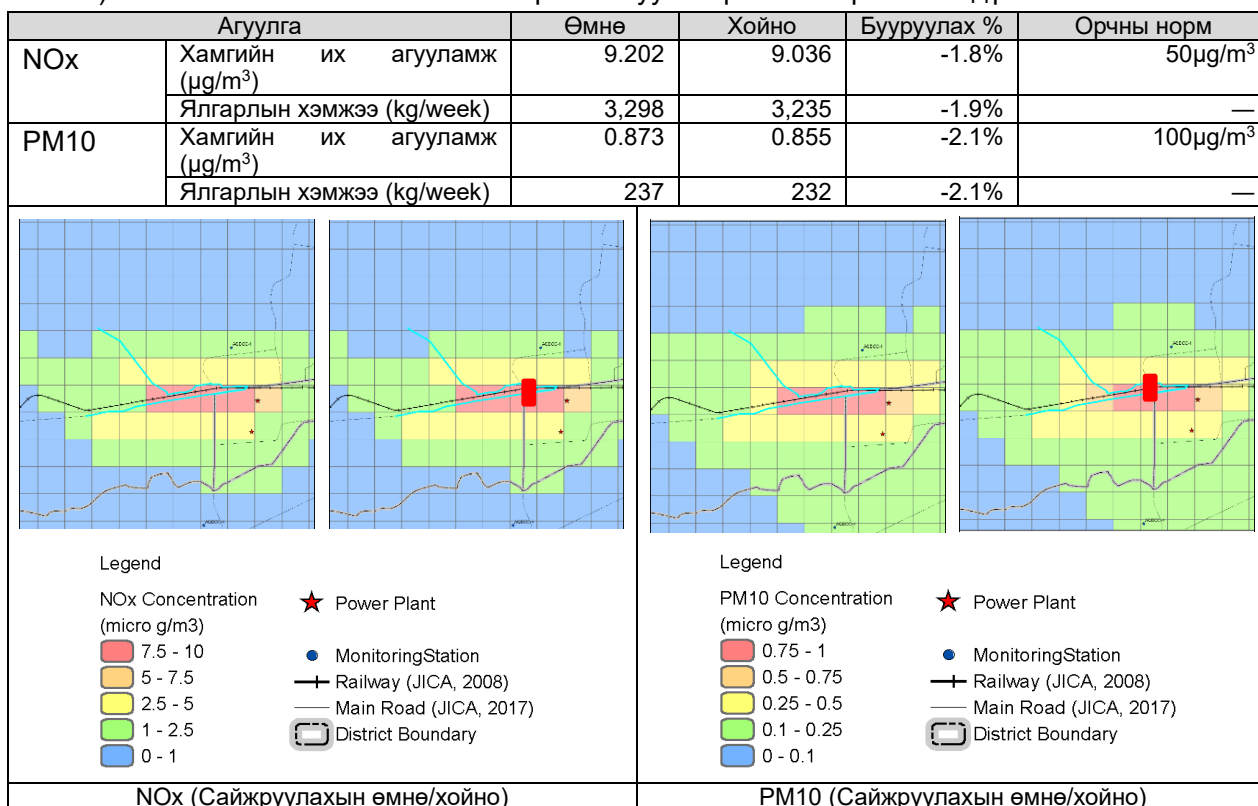 Агуулга Өмнө Хойно Бууруулах % Орчны норм
NOx Хамгийн их агууламж (µg/m³) 9.202 9.036 -1.8% 50µg/m³
Ялгарлын хэмжээ (kg/week) 3,298 3,235 -1.9% —
PM10 Хамгийн их агууламж (µg/m³) 0.873 0.855 -2.1% 100µg/m³
Ялгарлын хэмжээ (kg/week) 237 232 -2.1% —
Legend
NOx Concentration
(micro g/m3)
7.5 - 10
5 - 7.5
2.5 - 5
1 - 2.5
0 - 1
Power Plant
MonitoringStation
Railway (JICA, 2008)
Main Road (JICA, 2017)
District Boundary
Legend
PM10 Concentration
(micro g/m3)
0.75 - 1
0.5 - 0.75
0.25 - 0.5
0.1 - 0.25
0 - 0.1
Power Plant
MonitoringStation
Railway (JICA, 2008)
Main Road (JICA, 2017)
District Boundary
NOx (Сайжруулахын өмнө/хойно)
PM10 (Сайжруулахын өмнө/хойно)